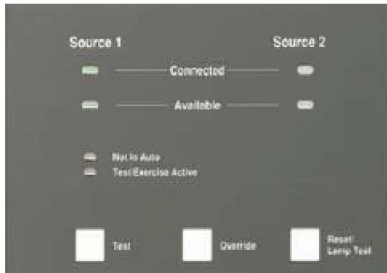 Source 1 Source 2
Connected
Available
Not In Auto
Test/Exercise Active
Test Override Reset/
Lamp Test